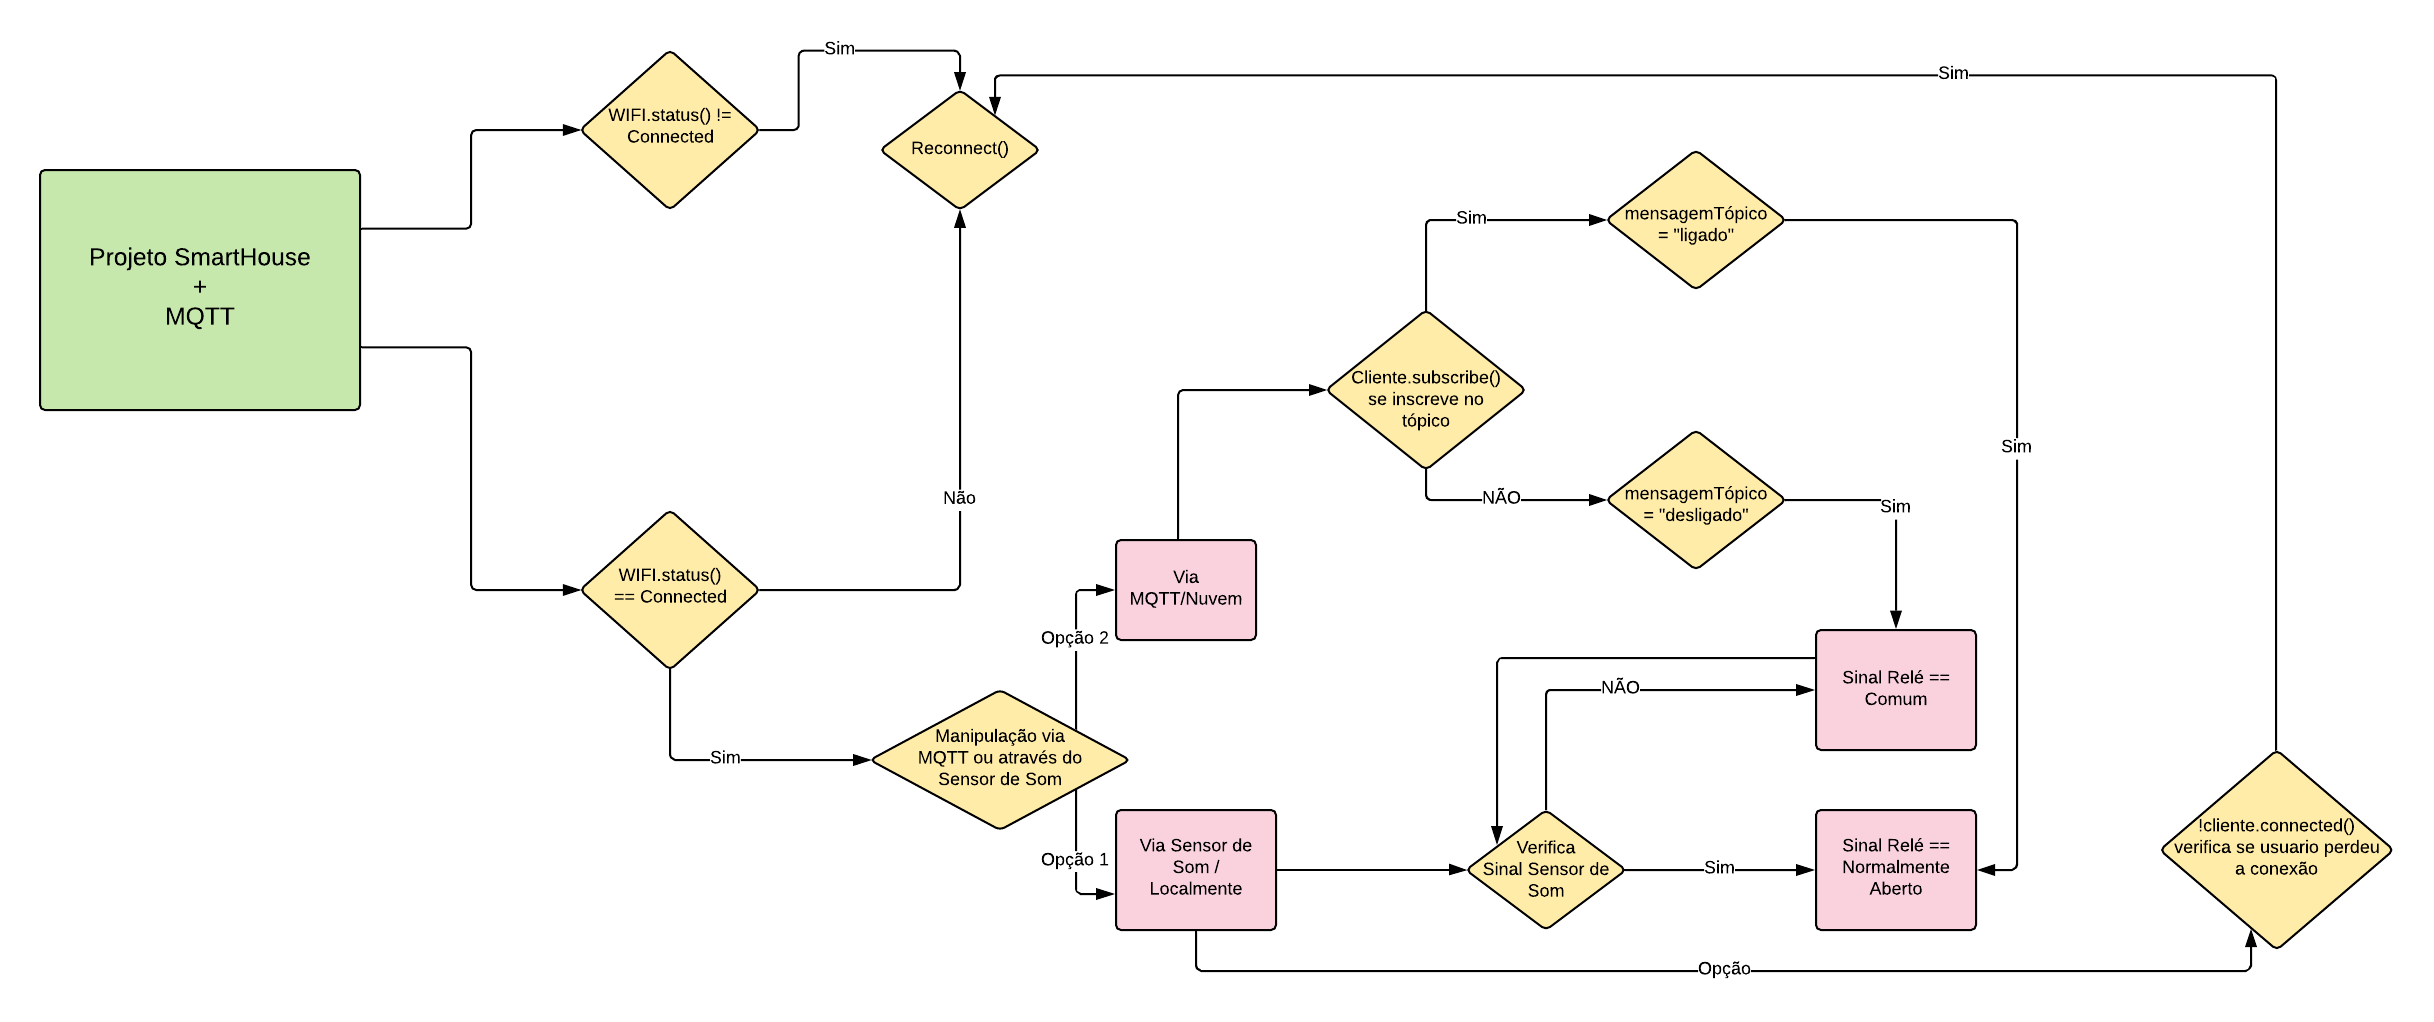 Sim
Sim
WIFI.status() !=
Connected
Reconnect()
mensagemTópico
= "ligado"
Sim
Projeto SmartHouse
+
MQTT
Cliente.subscribe()
se inscreve no
tópico
Sim
Não
NÃO
mensagemTópico
= "desligado"
Sim
WIFI.status()
== Connected
Via
MQTT/Nuvem
Opção 2
Sinal Relé ==
Comum
NÃO
Sim
Manipulação via
MQTT ou através do
Sensor de Som
Opção 1
Via Sensor de
Som /
Localmente
Verifica
Sinal Sensor de
Som
Sim
Sinal Relé ==
Normalmente
Aberto
!cliente.connected()
verifica se usuario perdeu
a conexão
Opção